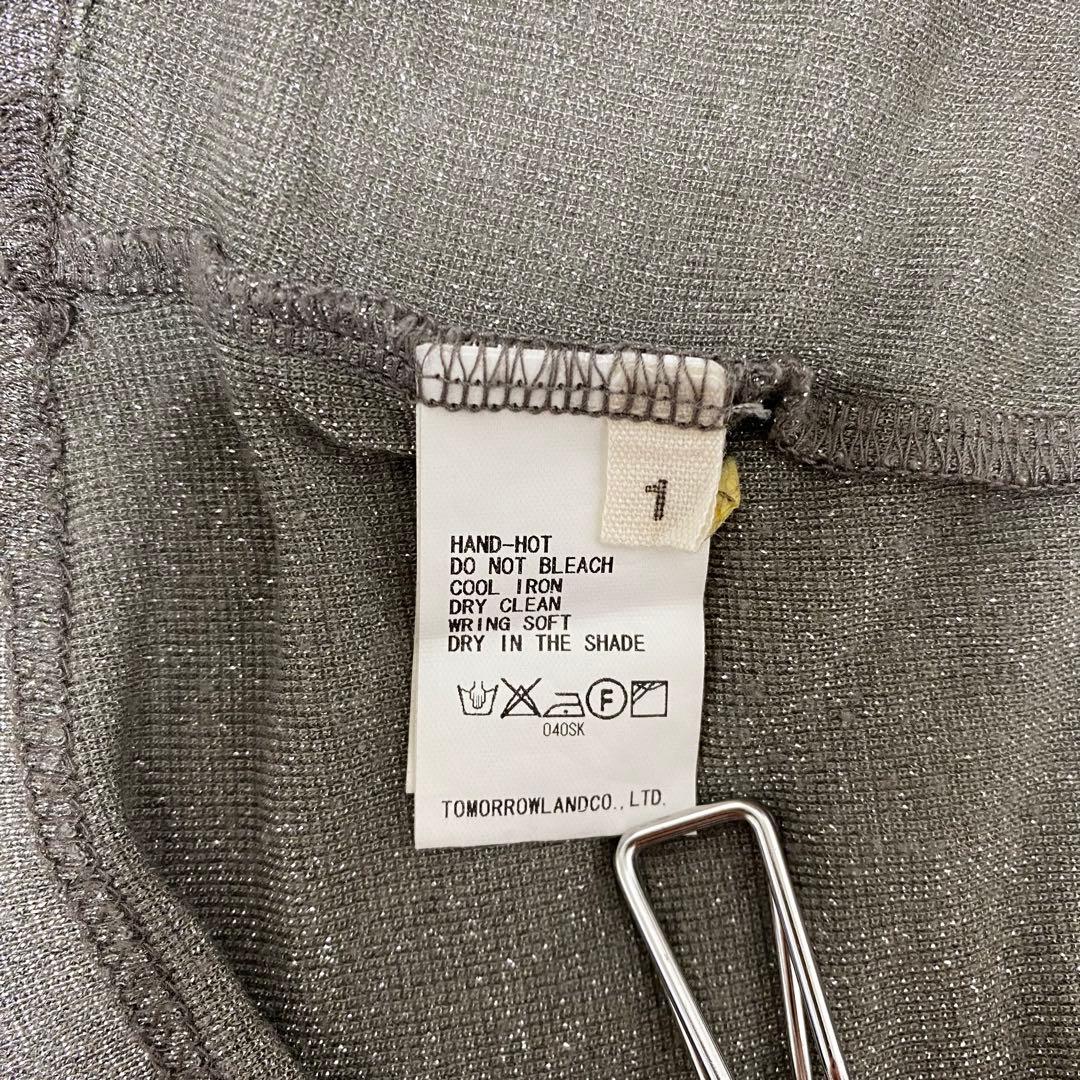 1
HAND-HOT
DO NOT BLEACH
COOL IRON
DRY CLEAN
WRING SOFT
DRY IN THE SHADE
F
040SK
TOMORROWLANDCO., LTD.